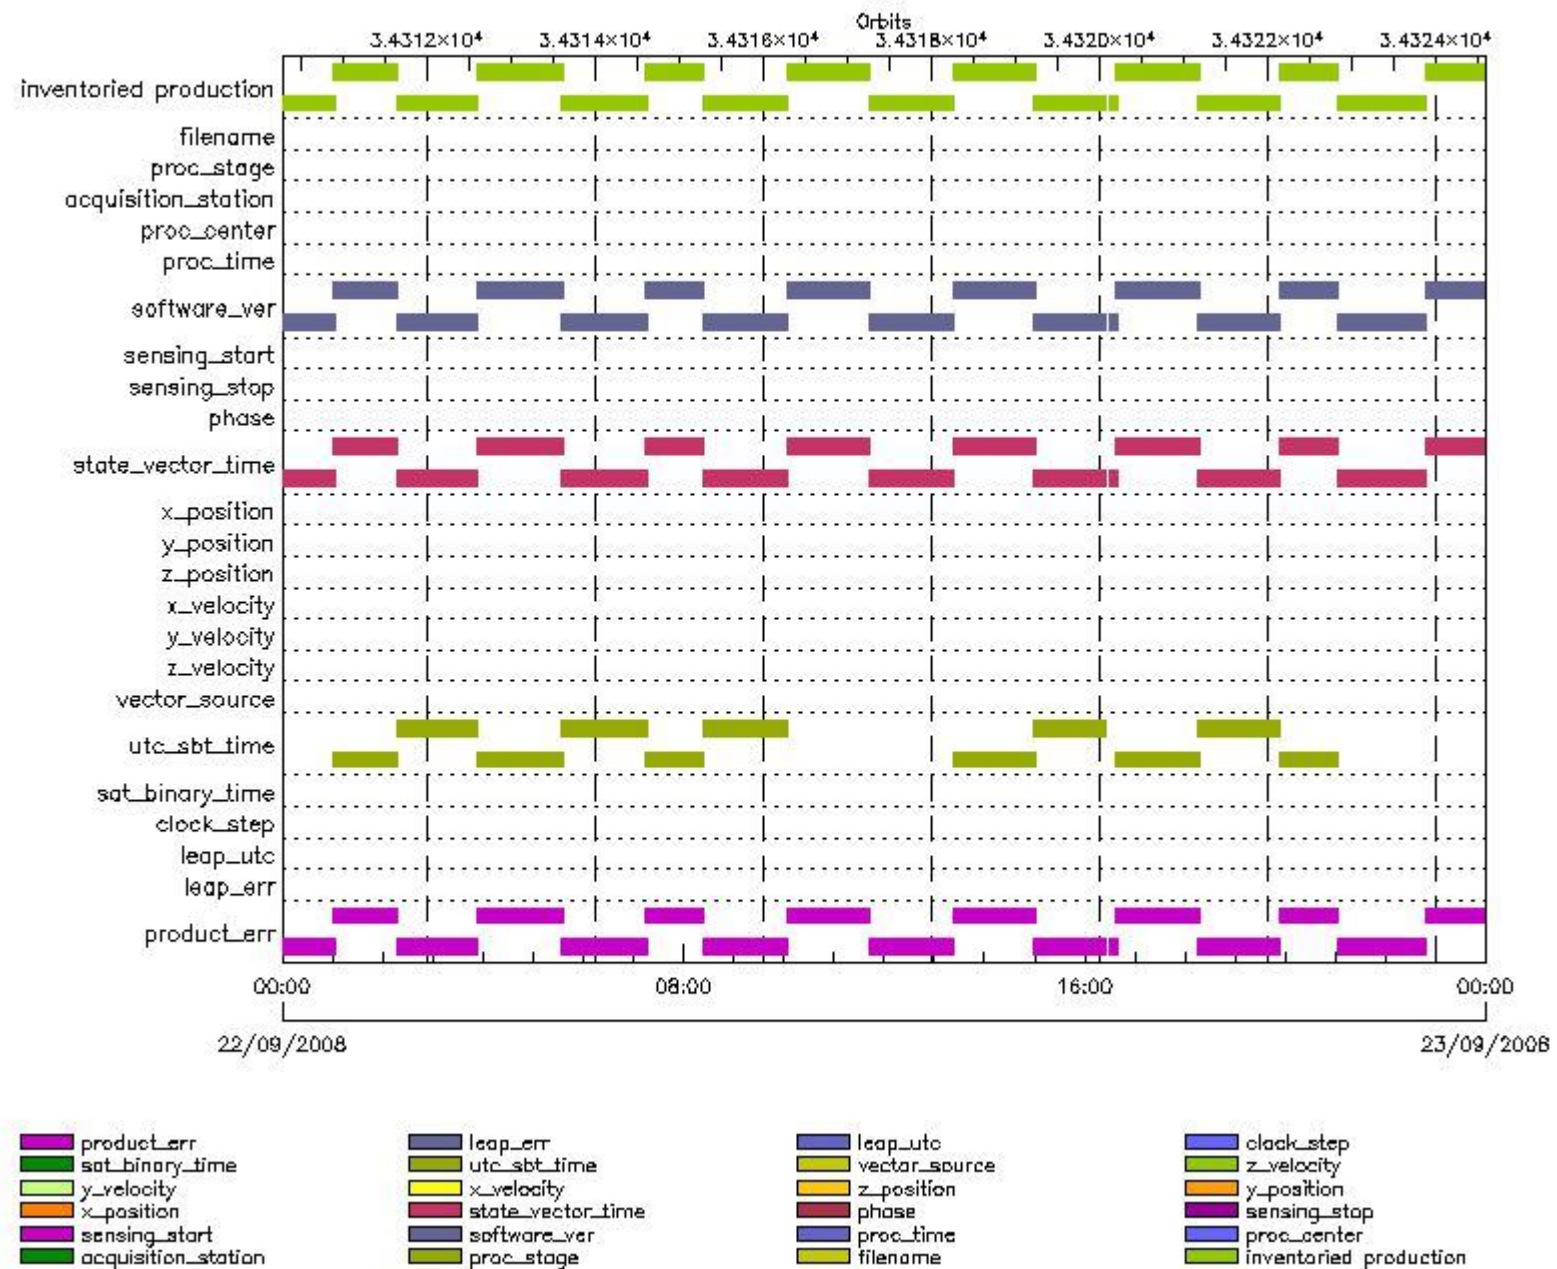 Orbits
3.4312×10⁴ 3.4314×10⁴ 3.4316×10⁴ 3.4318×10⁴ 3.4320×10⁴ 3.4322×10⁴ 3.4324×10⁴
inventoried production
filename
proc_stage
acquisition_station
proc_center
proc_time
software_ver
sensing_start
sensing_stop
phase
state_vector_time
x_position
y_position
z_position
x_velocity
y_velocity
z_velocity
vector_source
utc_sbt_time
sat_binary_time
clock_step
leap_utc
leap_err
product_err
00:00 08:00 16:00 00:00
22/09/2008 23/09/2008
product_err leap_err leap_utc clock_step
sat_binary_time utc_sbt_time vector_source z_velocity
y_velocity x_velocity z_position y_position
x_position state_vector_time phase sensing_stop
sensing_start software_ver proc_time proc_center
acquisition_station proc_stage filename inventoried production